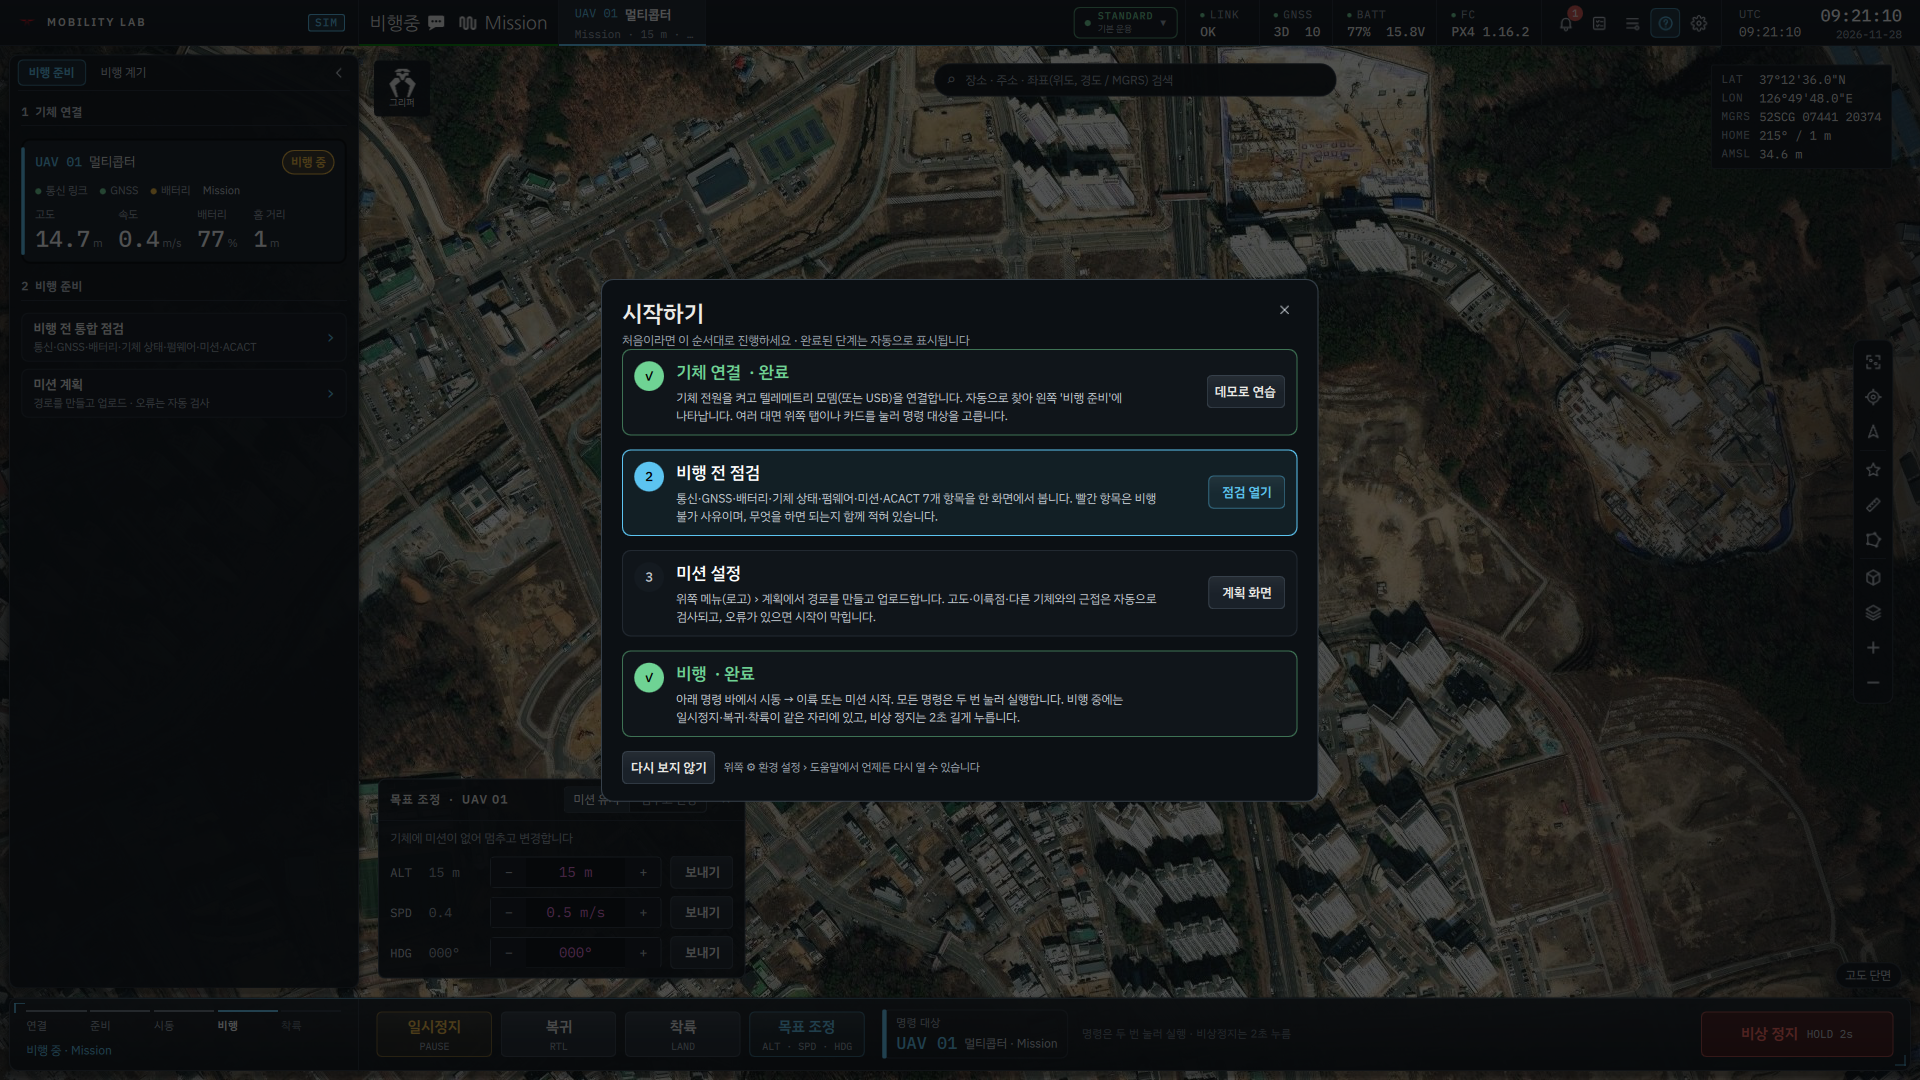 MOBILITY LAB
SIM
비행중
Mission
UAV 01 멀티콥터
Mission · 15 m · …
STANDARD
기본 운용
LINK
OK
GNSS
3D 10
BATT
77% 15.8V
FC
PX4 1.16.2
1
UTC
09:21:10
09:21:10
2026-11-28
비행 준비
비행 계기
그리퍼
장소 · 주소 · 좌표(위도, 경도 / MGRS) 검색
LAT 37°12'36.0"N
LON 126°49'48.0"E
MGRS 52SCG 07441 20374
HOME 215° / 1 m
AMSL 34.6 m
1 기체 연결
UAV 01 멀티콥터
비행 중
통신 링크 GNSS 배터리 Mission
고도 속도 배터리 홈 거리
14.7 m 0.4 m/s 77 % 1 m
2 비행 준비
비행 전 통합 점검
통신·GNSS·배터리·기체 상태·펌웨어·미션·ACACT
미션 계획
경로를 만들고 업로드 · 오류는 자동 검사
시작하기
처음이라면 이 순서대로 진행하세요 · 완료된 단계는 자동으로 표시됩니다
기체 연결 · 완료
기체 전원을 켜고 텔레메트리 모뎀(또는 USB)을 연결합니다. 자동으로 찾아 왼쪽 '비행 준비'에
나타납니다. 여러 대면 위쪽 탭이나 카드를 눌러 명령 대상을 고릅니다.
데모로 연습
2
비행 전 점검
통신·GNSS·배터리·기체 상태·펌웨어·미션·ACACT 7개 항목을 한 화면에서 봅니다. 빨간 항목은 비행
불가 사유이며, 무엇을 하면 되는지 함께 적혀 있습니다.
점검 열기
3
미션 설정
위쪽 메뉴(로고) › 계획에서 경로를 만들고 업로드합니다. 고도·이륙점·다른 기체와의 근접은 자동으로
검사되고, 오류가 있으면 시작이 막힙니다.
계획 화면
비행 · 완료
아래 명령 바에서 시동 → 이륙 또는 미션 시작. 모든 명령은 두 번 눌러 실행합니다. 비행 중에는
일시정지·복귀·착륙이 같은 자리에 있고, 비상 정지는 2초 길게 누릅니다.
다시 보지 않기
위쪽 ⚙ 환경 설정 › 도움말에서 언제든 다시 열 수 있습니다
목표 조정 · UAV 01
미션
기체에 미션이 없어 멈추고 변경합니다
ALT 15 m − 15 m + 보내기
SPD 0.4 − 0.5 m/s + 보내기
HDG 000° − 000° + 보내기
고도 단면
연결 준비 시동 비행 착륙
비행 중 · Mission
일시정지
PAUSE
복귀
RTL
착륙
LAND
목표 조정
ALT · SPD · HDG
명령 대상
UAV 01 멀티콥터 · Mission
명령은 두 번 눌러 실행 · 비상정지는 2초 누름
비상 정지 HOLD 2s